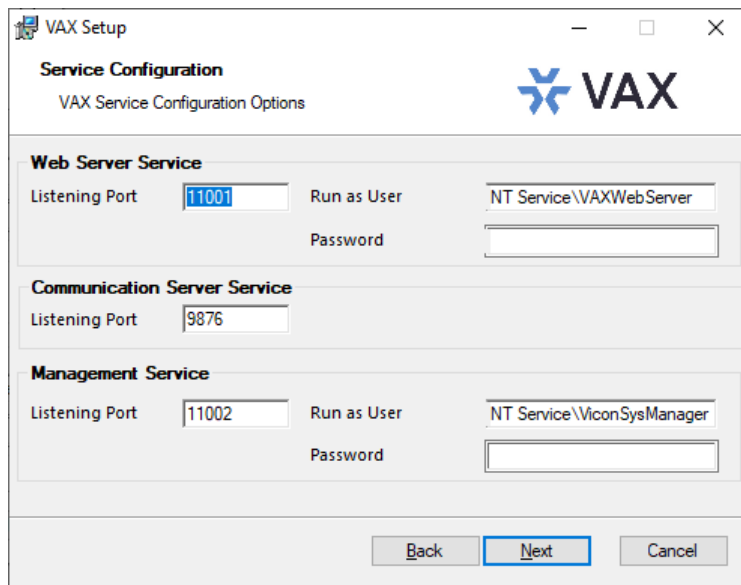 VAX Setup
Service Configuration
VAX Service Configuration Options
VAX
Web Server Service
Listening Port 11001 Run as User NT Service\VAXWebServer
Password
Communication Server Service
Listening Port 9876
Management Service
Listening Port 11002 Run as User NT Service\ViconSysManager
Password
Back Next Cancel